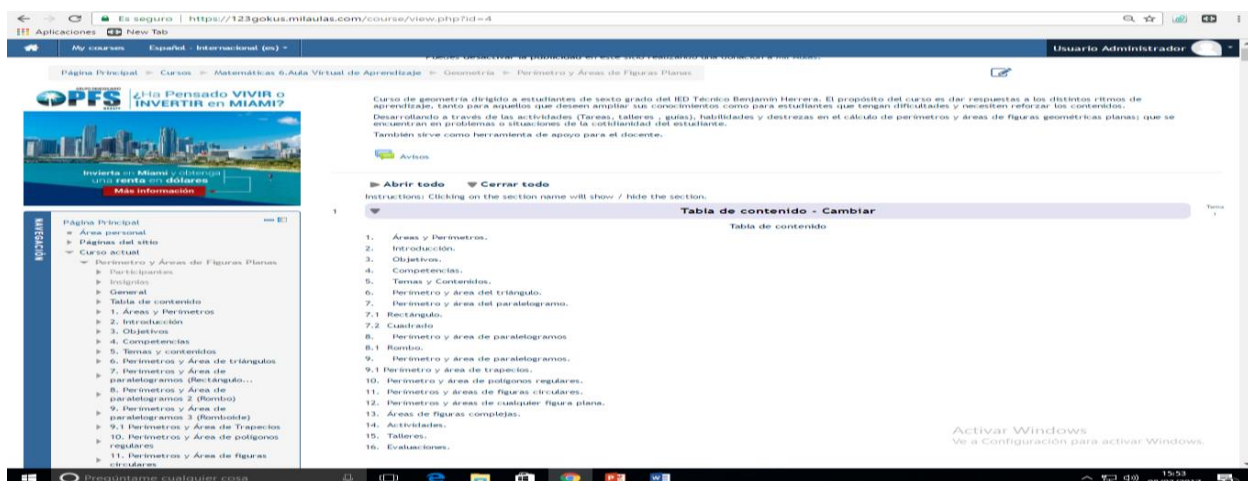 Es seguro | https://123gokus.milaulas.com/course/view.php?id=4
Aplicaciones New Tab
My courses Español - Internacional (es)
Usuario Administrador
Puedes desactivar la publicidad en este sitio realizando una donación a
Página Principal Cursos Matemáticas 6.Aula Virtual de Aprendizaje Geometría Perímetro y Áreas de Figuras Planas
PFS
¿Ha Pensado VIVIR o
INVERTIR en MIAMI?
Invierta en Miami y obtenga
una renta en dólares
Más información
Curso de geometría dirigido a estudiantes de sexto grado del IED Técnico Benjamín Herrera. El propósito del curso es dar respuestas a los distintos ritmos de
aprendizaje, tanto para aquellos que deseen ampliar sus conocimientos como para estudiantes que tengan dificultades y necesiten reforzar los contenidos.
Desarrollando a través de las actividades (Tareas, talleres , guías), habilidades y destrezas en el cálculo de perímetros y áreas de figuras geométricas planas; que se
encuentran en problemas o situaciones de la cotidianidad del estudiante.
También sirve como herramienta de apoyo para el docente.
Avisos
Abrir todo Cerrar todo
Instructions: Clicking on the section name will show / hide the section.
1
Tabla de contenido - Cambiar
Tema
1
Tabla de contenido
1. Áreas y Perímetros.
2. Introducción.
3. Objetivos.
4. Competencias.
5. Temas y Contenidos.
6. Perímetro y área del triángulo.
7. Perímetro y área del paralelogramo.
7.1 Rectángulo.
7.2 Cuadrado
8. Perímetro y área de paralelogramos
8.1 Rombo.
9. Perímetro y área de paralelogramos.
9.1 Perímetro y área de trapecios.
10. Perímetro y área de polígonos regulares.
11. Perímetros y áreas de figuras circulares.
12. Perímetros y áreas de cualquier figura plana.
13. Áreas de figuras complejas.
14. Actividades.
15. Talleres.
16. Evaluaciones.
NAVEGACIÓN
Página Principal
Área personal
Páginas del sitio
Curso actual
Perímetro y Áreas de Figuras Planas
Participantes
Insignias
General
Tabla de contenido
1. Áreas y Perímetros
2. Introducción
3. Objetivos
4. Competencias
5. Temas y contenidos
6. Perímetros y Área de triángulos
7. Perímetros y Área de
paralelogramos (Rectángulo...
8. Perímetros y Área de
paralelogramos 2 (Rombo)
9. Perímetros y Área de
paralelogramos 3 (Romboide)
9.1 Perímetros y Área de Trapecios
10. Perímetros y Área de polígonos
regulares
11. Perímetros y Área de figuras
circulares
Activar Windows
Ve a Configuración para activar Windows.
Pregúntame cualquier cosa
15:53